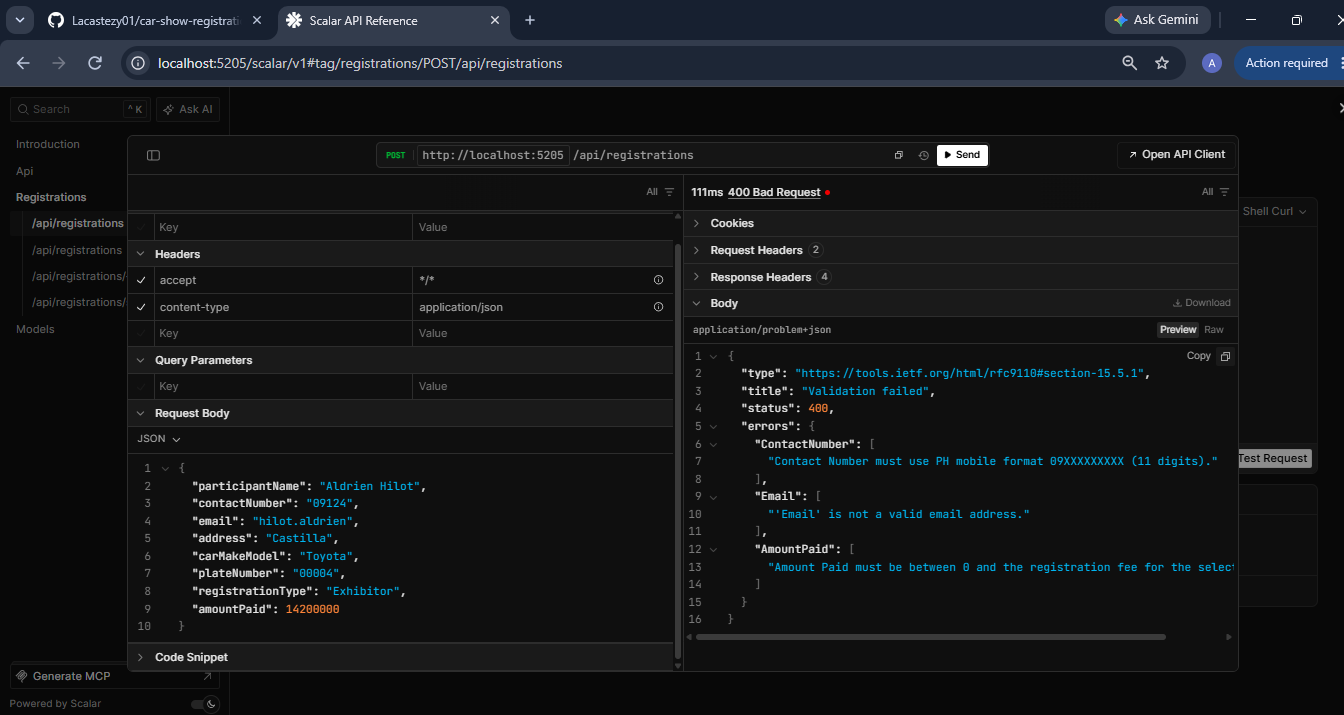 Lacastezy01/car-show-registrati
Scalar API Reference
Ask Gemini
localhost:5205/scalar/v1#tag/registrations/POST/api/registrations
A
Action required
Search
^ K
Ask AI
Introduction
Api
Registrations
/api/registrations
/api/registrations
/api/registrations/
/api/registrations/
Models
Generate MCP
Powered by Scalar
POST http://localhost:5205 /api/registrations
Send
Open API Client
All
Key Value
Headers
accept */*
content-type application/json
Key Value
Query Parameters
Key Value
Request Body
JSON
1 {
2 "participantName": "Aldrien Hilot",
3 "contactNumber": "09124",
4 "email": "hilot.aldrien",
5 "address": "Castilla",
6 "carMakeModel": "Toyota",
7 "plateNumber": "00004",
8 "registrationType": "Exhibitor",
9 "amountPaid": 14200000
10 }
Code Snippet
111ms 400 Bad Request
All
Cookies
Request Headers 2
Response Headers 4
Body
Download
application/problem+json
Preview Raw
Copy
1 {
2 "type": "https://tools.ietf.org/html/rfc9110#section-15.5.1",
3 "title": "Validation failed",
4 "status": 400,
5 "errors": {
6 "ContactNumber": [
7 "Contact Number must use PH mobile format 09XXXXXXXXX (11 digits)."
8 ],
9 "Email": [
10 "'Email' is not a valid email address."
11 ],
12 "AmountPaid": [
13 "Amount Paid must be between 0 and the registration fee for the select
14 ]
15 }
16 }
Shell Curl
Test Request